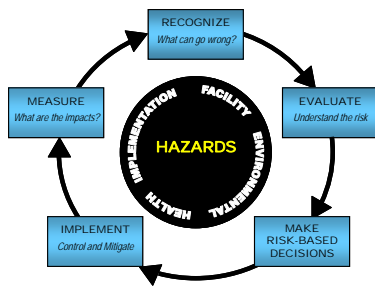 RECOGNIZE
What can go wrong?
EVALUATE
Understand the risk
MAKE
RISK-BASED
DECISIONS
IMPLEMENT
Control and Mitigate
MEASURE
What are the impacts?
HAZARDS
FACILITY
ENVIRONMENTAL
HEALTH
IMPLEMENTATION